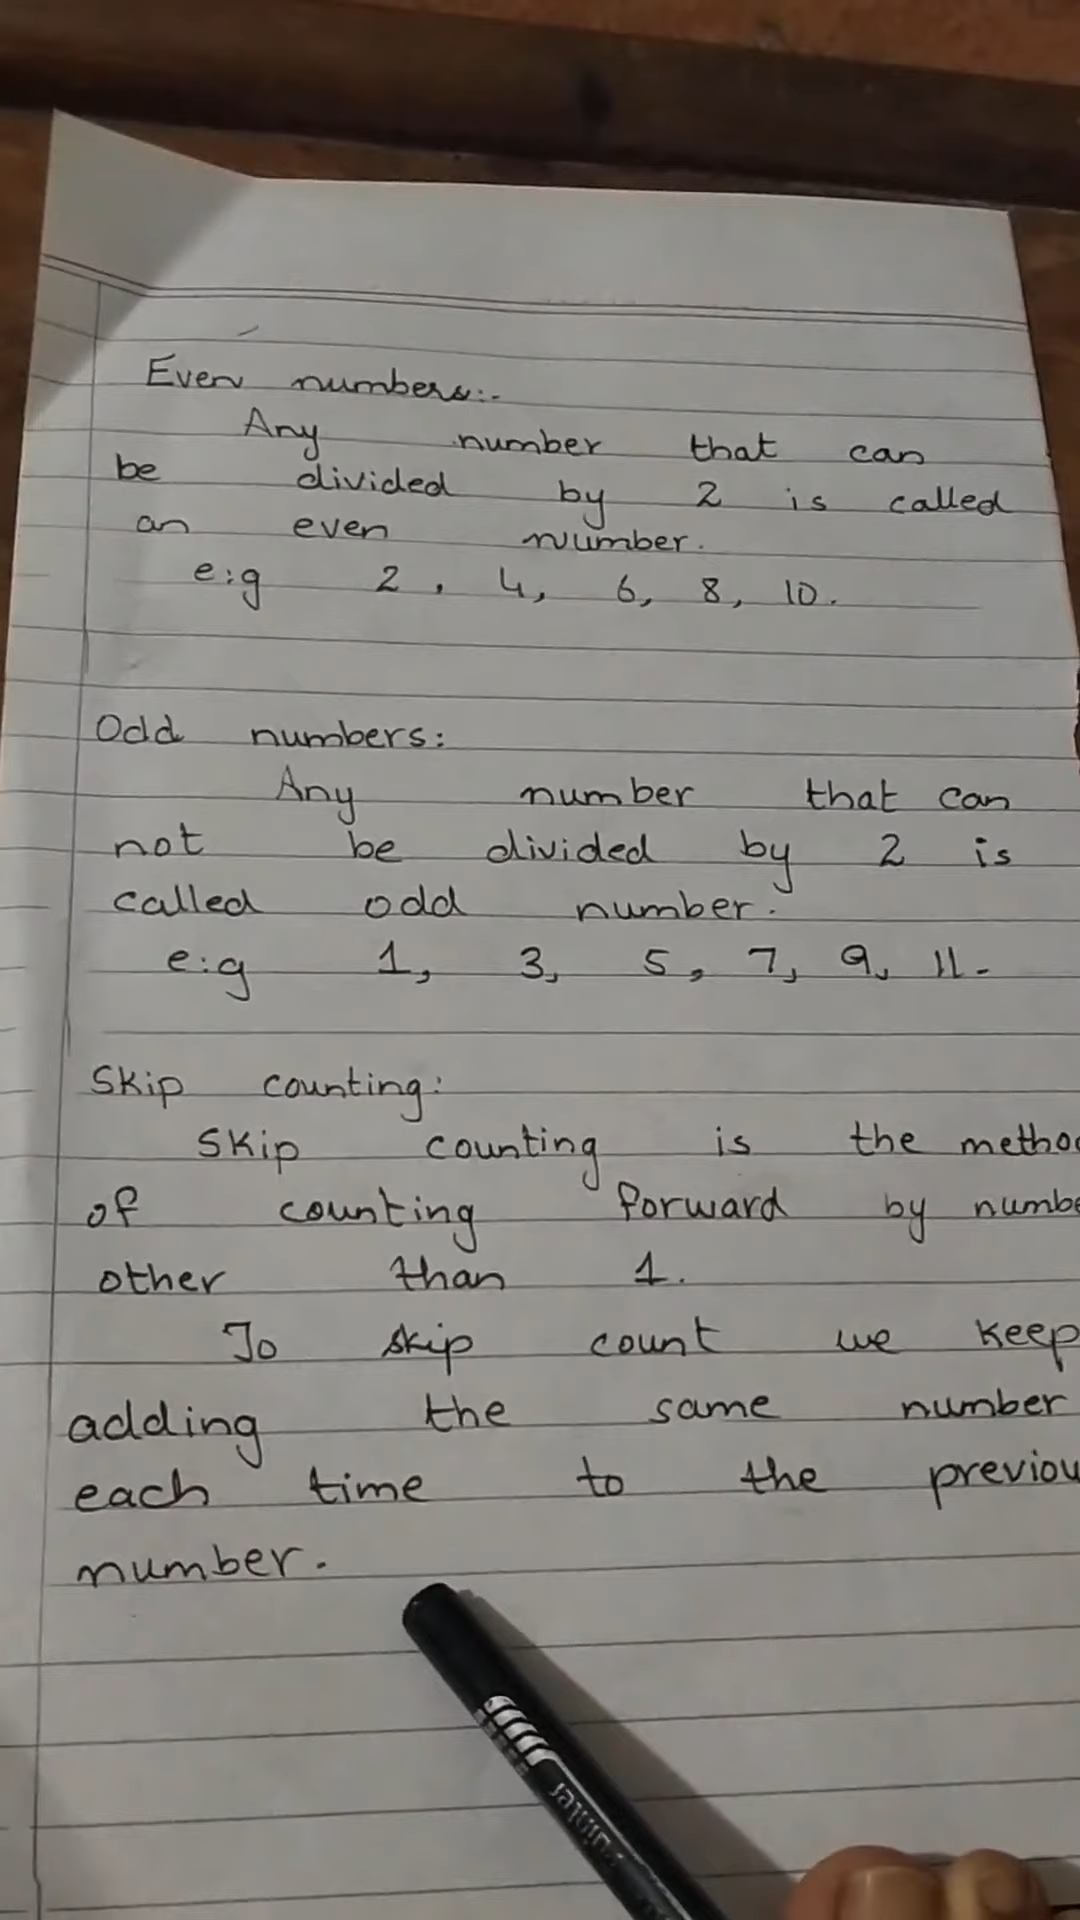 Even numbers:-
Any number that can
be divided by 2 is called
an even number.
e:g 2, 4, 6, 8, 10.
Odd numbers:
Any number that can
not be divided by 2 is
called odd number.
e:g 1, 3, 5, 7, 9, 11.
Skip counting:
Skip counting is the metho
of counting forward by numbe
other than 1.
To skip count we keep
adding the same number
each time to the previou
number.